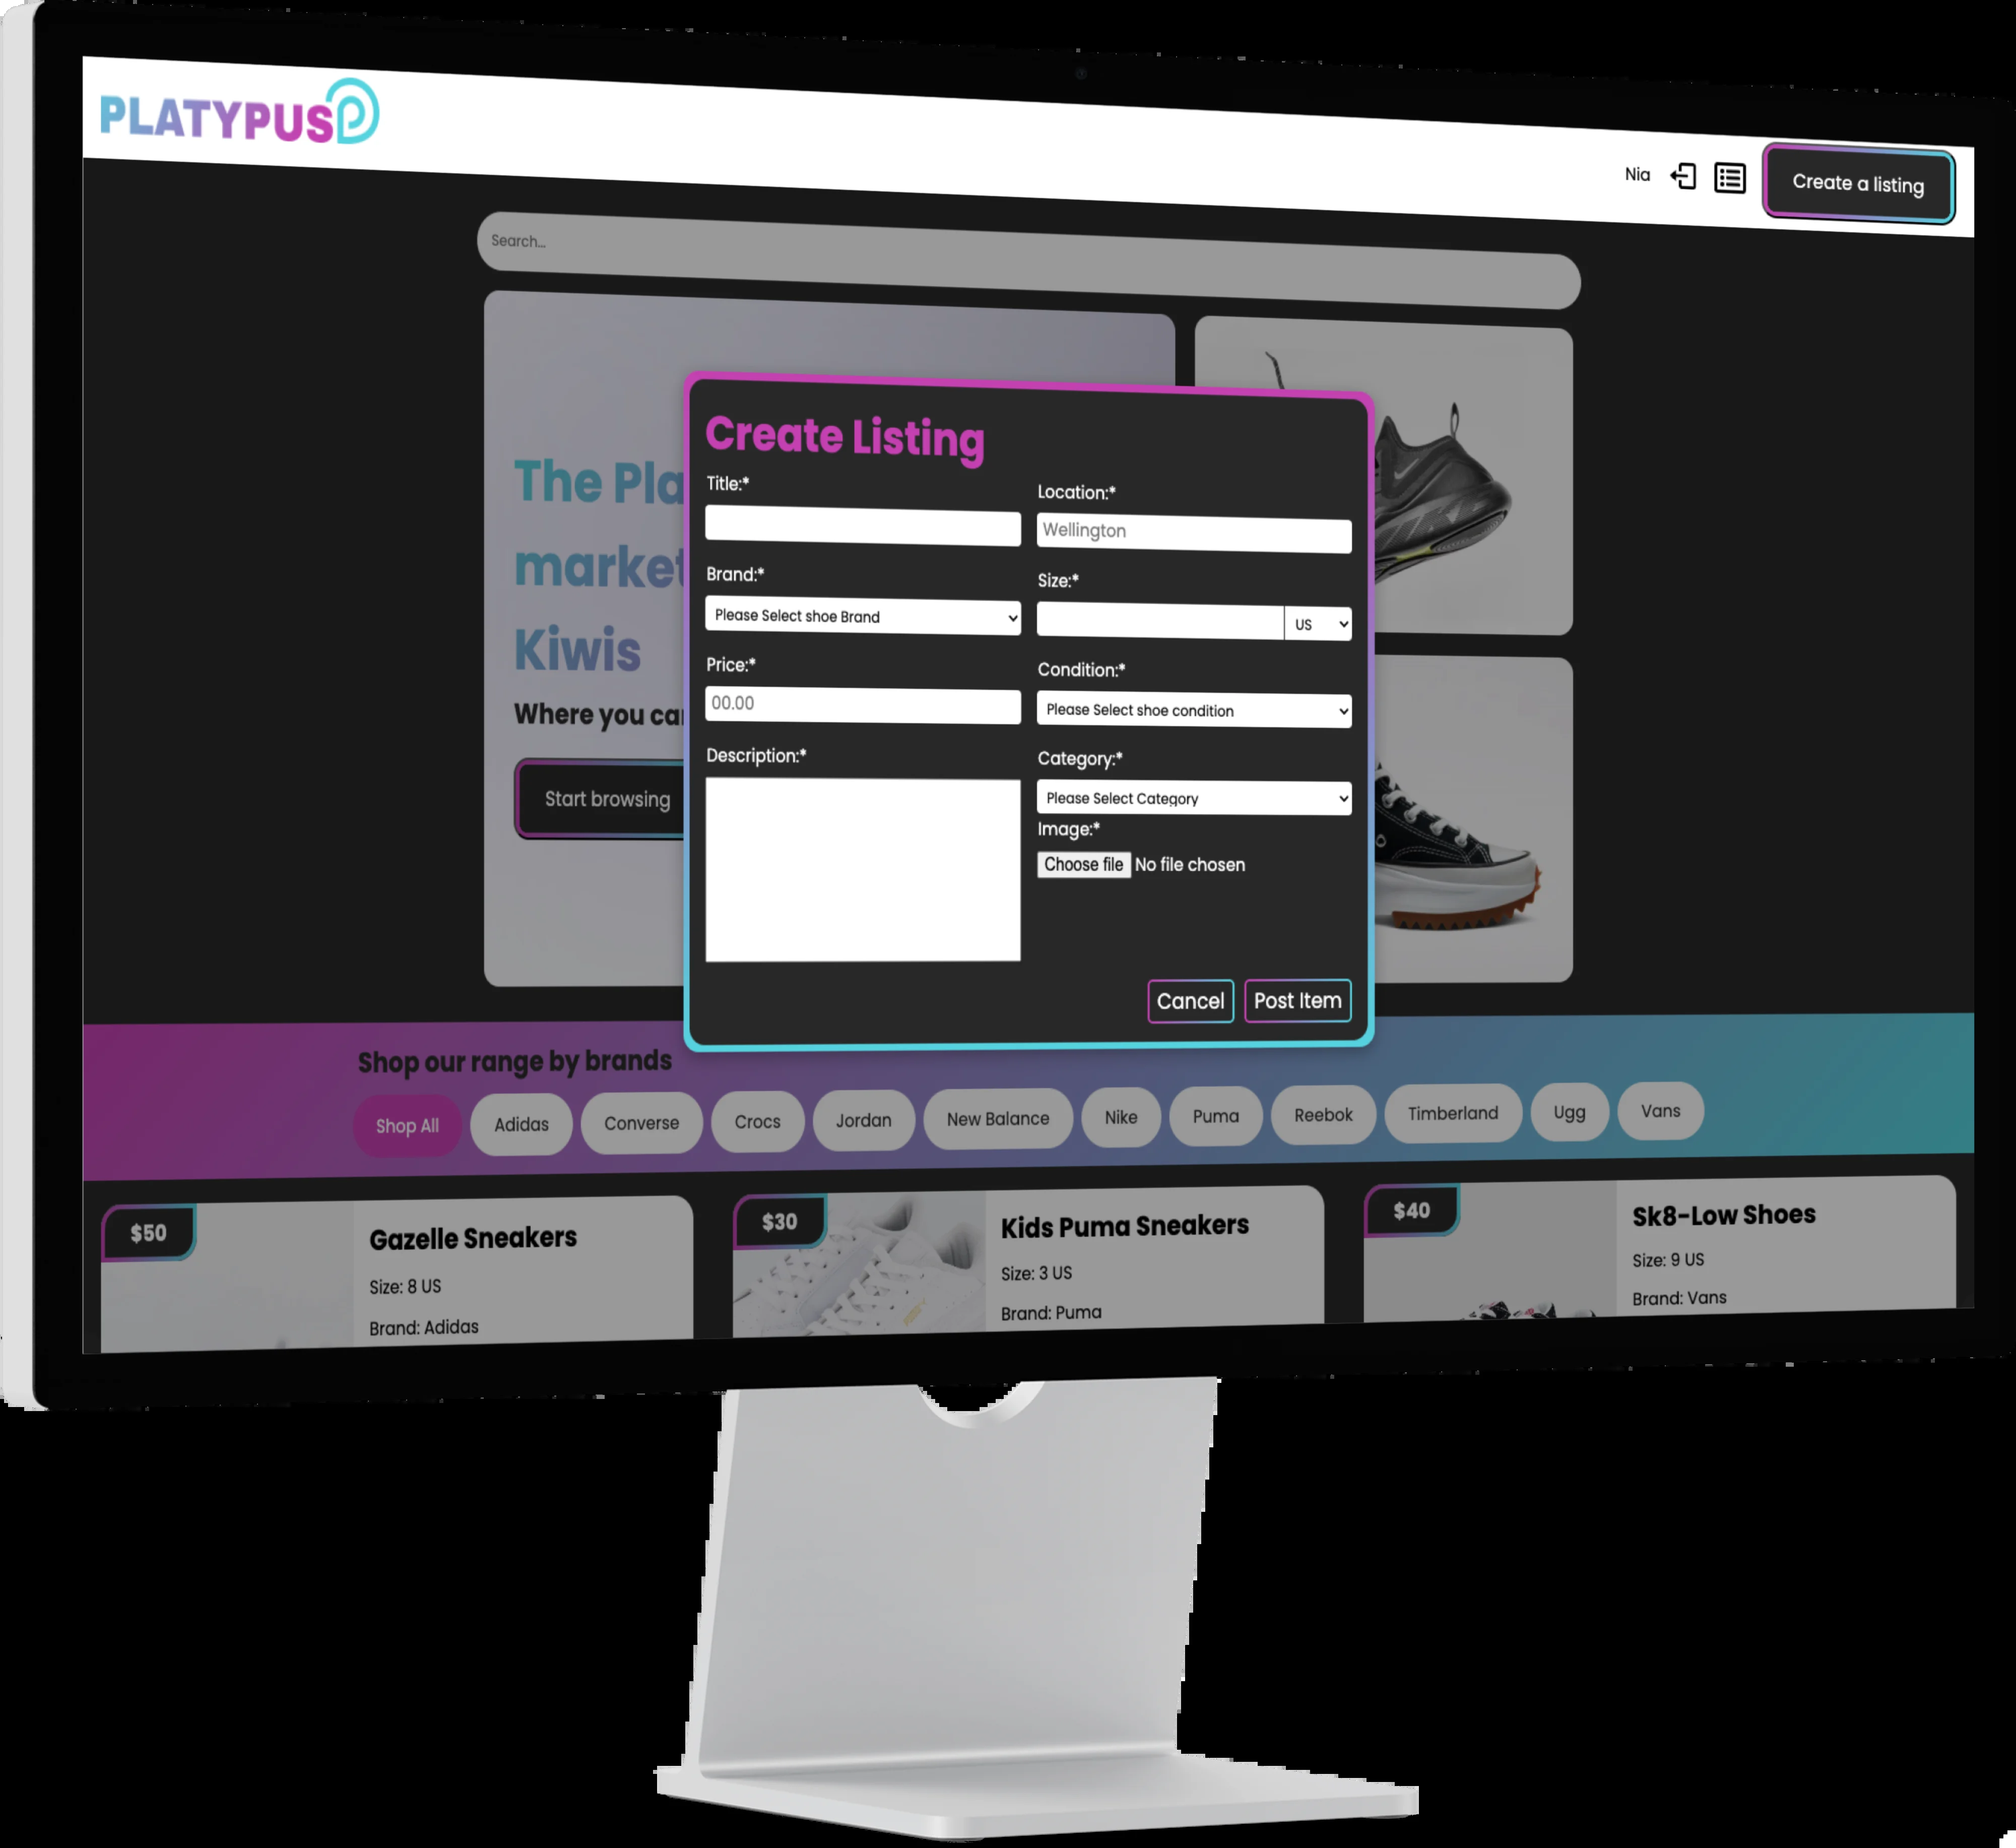 PLATYPUS
Nia
Create a listing
Search...
The Pla
market
Kiwis
Where you ca
Start browsing
Create Listing
Title:*
Location:*
Wellington
Brand:*
Size:*
Please Select shoe Brand
US
Price:*
Condition:*
00.00
Please Select shoe condition
Description:*
Category:*
Please Select Category
Image:*
Choose file No file chosen
Cancel
Post Item
Shop our range by brands
Shop All
Adidas
Converse
Crocs
Jordan
New Balance
Nike
Puma
Reebok
Timberland
Ugg
Vans
$50
Gazelle Sneakers
Size: 8 US
Brand: Adidas
$30
Kids Puma Sneakers
Size: 3 US
Brand: Puma
$40
Sk8-Low Shoes
Size: 9 US
Brand: Vans